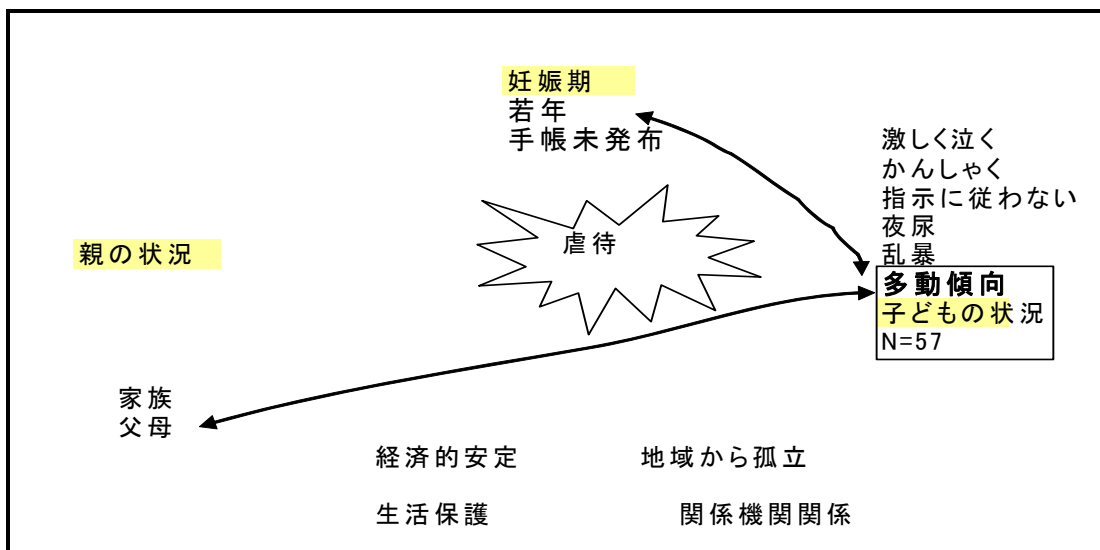 妊娠期
若年
手帳未発布
激しく泣く
かんしゃく
指示に従わない
夜尿
乱暴
虐待
親の状況
多動傾向
子どもの状況
N=57
家族
父母
経済的安定
地域から孤立
生活保護
関係機関関係